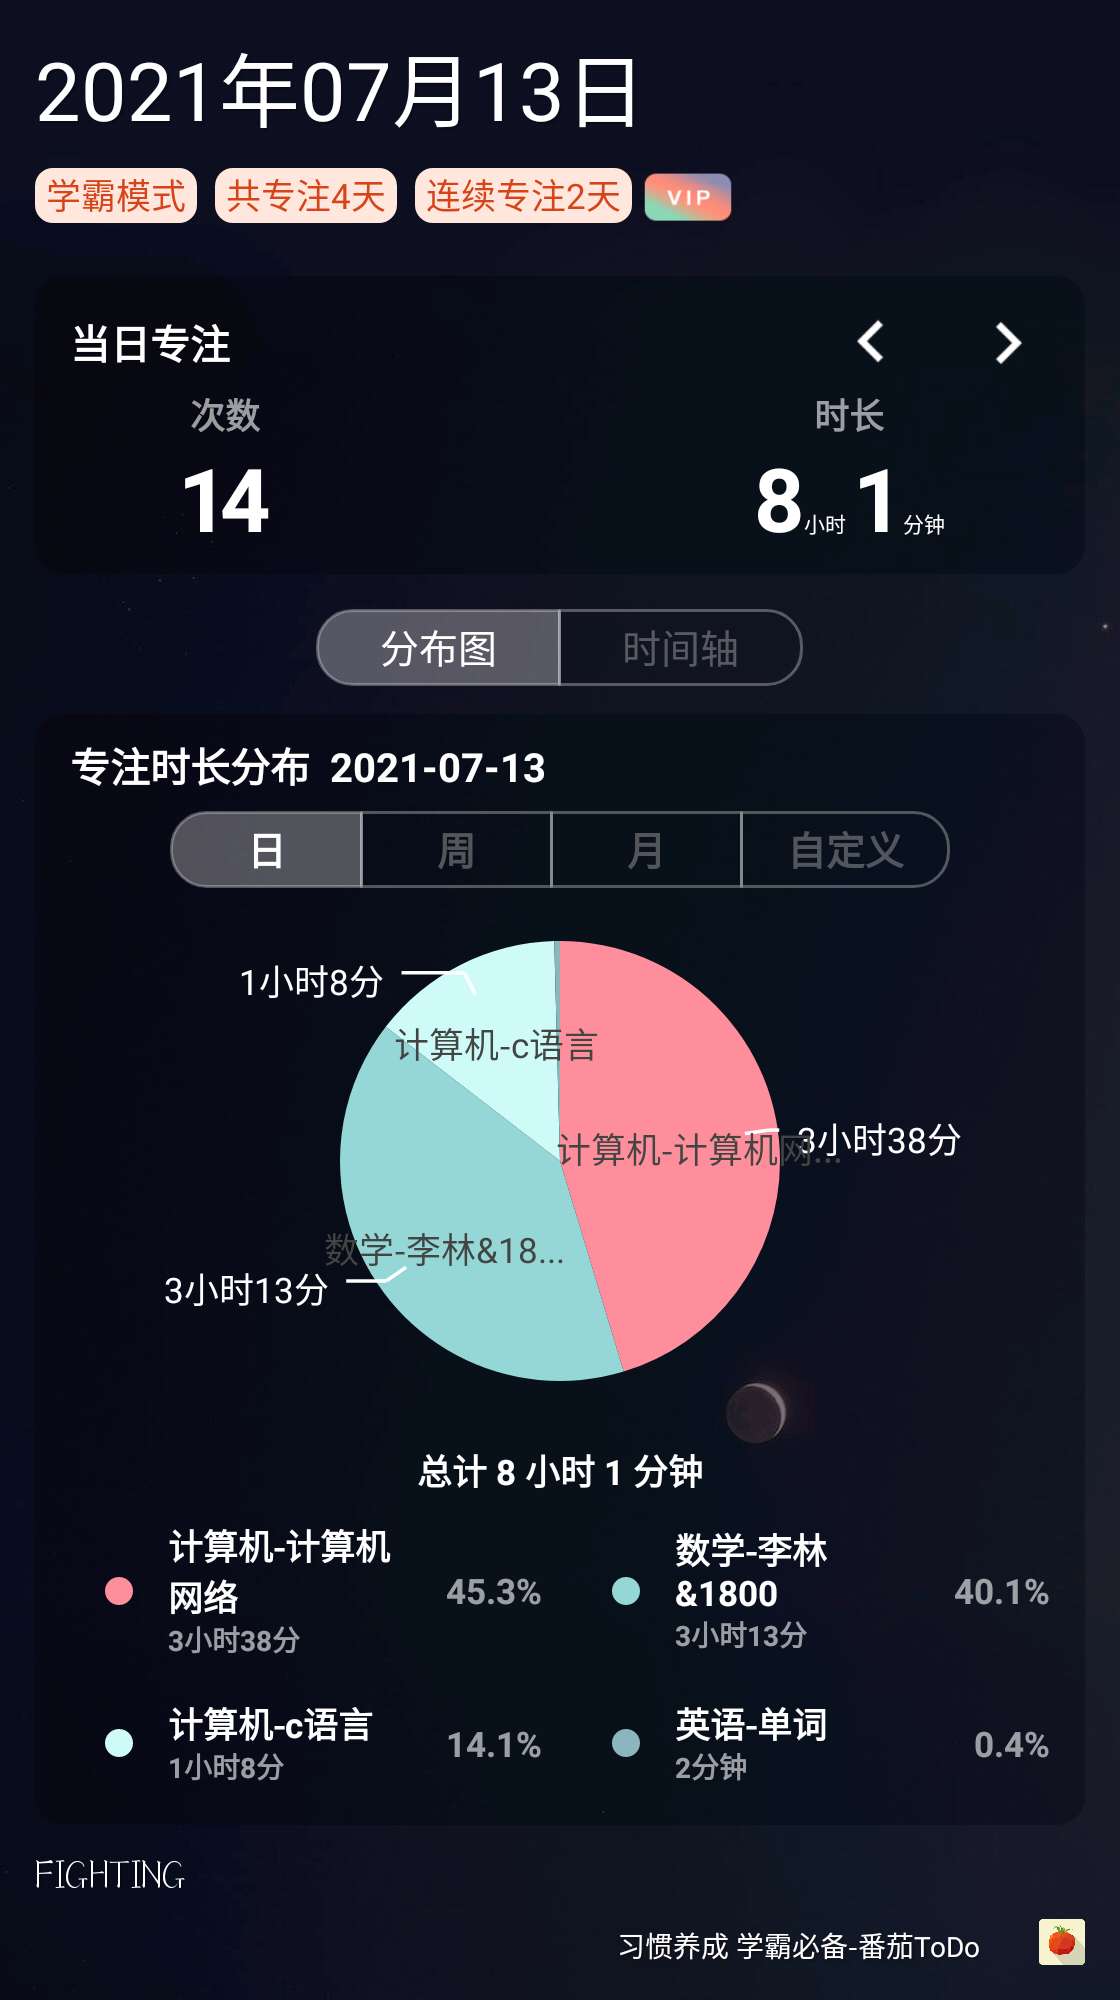 2021年07月13日
学霸模式 共专注4天 连续专注2天 VIP
当日专注
次数 时长
14 8小时 1分钟
分布图 时间轴
专注时长分布 2021-07-13
日 周 月 自定义
1小时8分
计算机-c语言
计算机-计算机网... 3小时38分
数学-李林&18...
3小时13分
总计 8 小时 1 分钟
计算机-计算机
网络
45.3%
3小时38分
数学-李林
&1800
40.1%
3小时13分
计算机-c语言
14.1%
1小时8分
英语-单词
0.4%
2分钟
FIGHTING
习惯养成 学霸必备-番茄ToDo